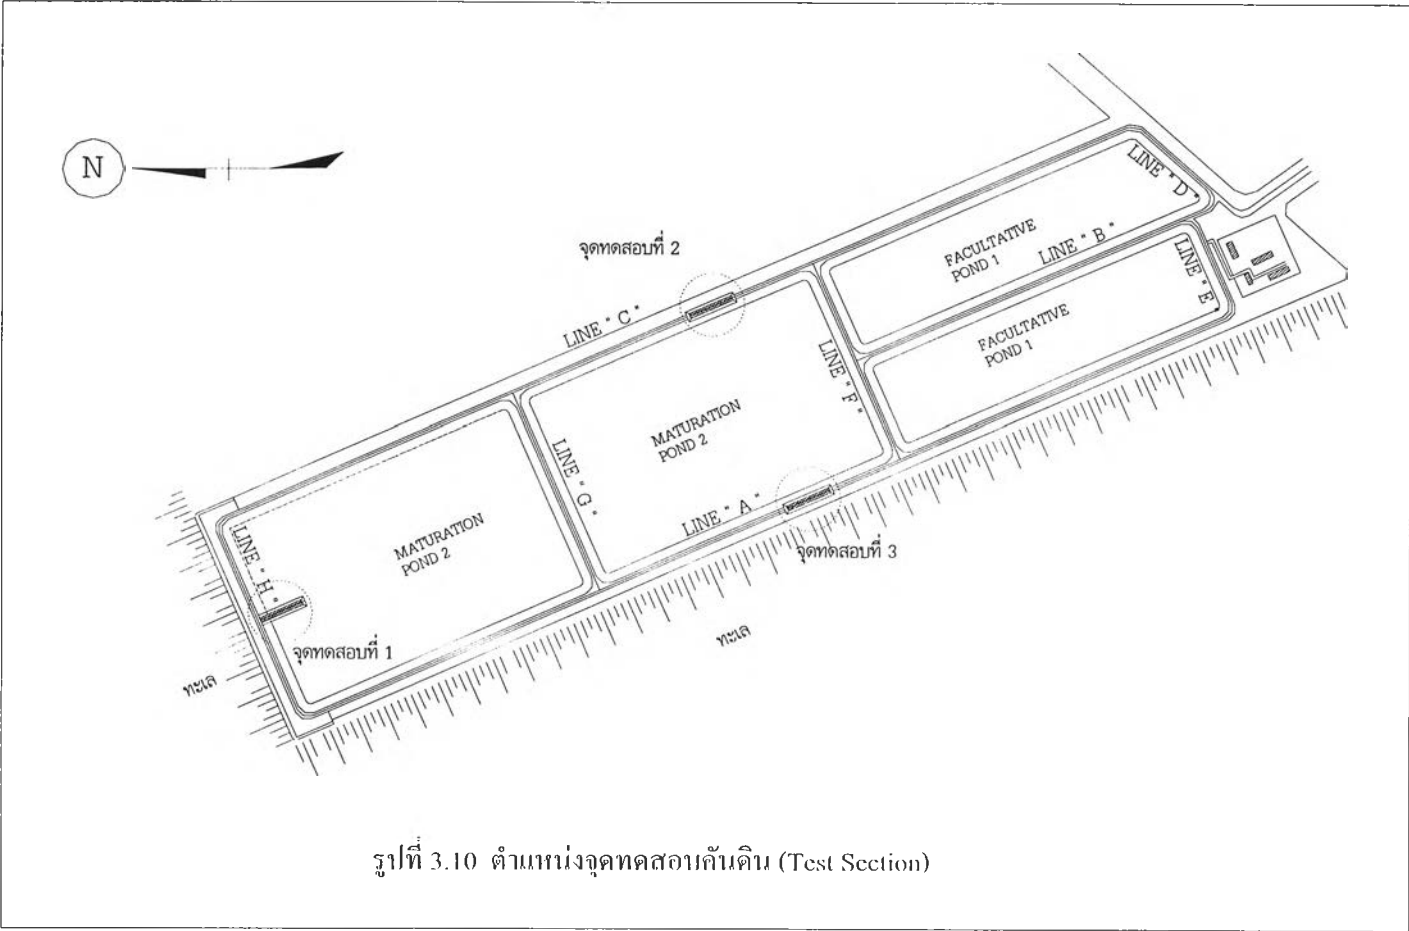 N
LINE " D "
FACULTATIVE
POND 1
LINE " B "
จุดทดสอบที่ 2
LINE " E "
LINE " C "
FACULTATIVE
POND 1
LINE " F "
MATURATION
POND 2
LINE " G "
LINE " A "
MATURATION
POND 2
LINE " H "
จุดทดสอบที่ 3
จุดทดสอบที่ 1
ทะเล
ทะเล
รูปที่ 3.10 ตำแหน่งจุดทดสอบคันดิน (Test Section)